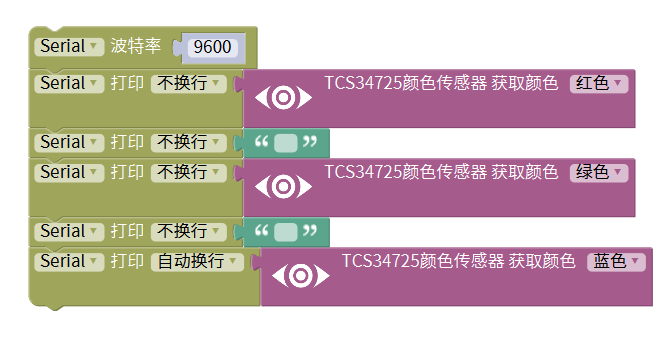 Serial 波特率 9600
Serial 打印 不换行 TCS34725颜色传感器 获取颜色 红色
Serial 打印 不换行 “ ”
Serial 打印 不换行 TCS34725颜色传感器 获取颜色 绿色
Serial 打印 不换行 “ ”
Serial 打印 自动换行 TCS34725颜色传感器 获取颜色 蓝色